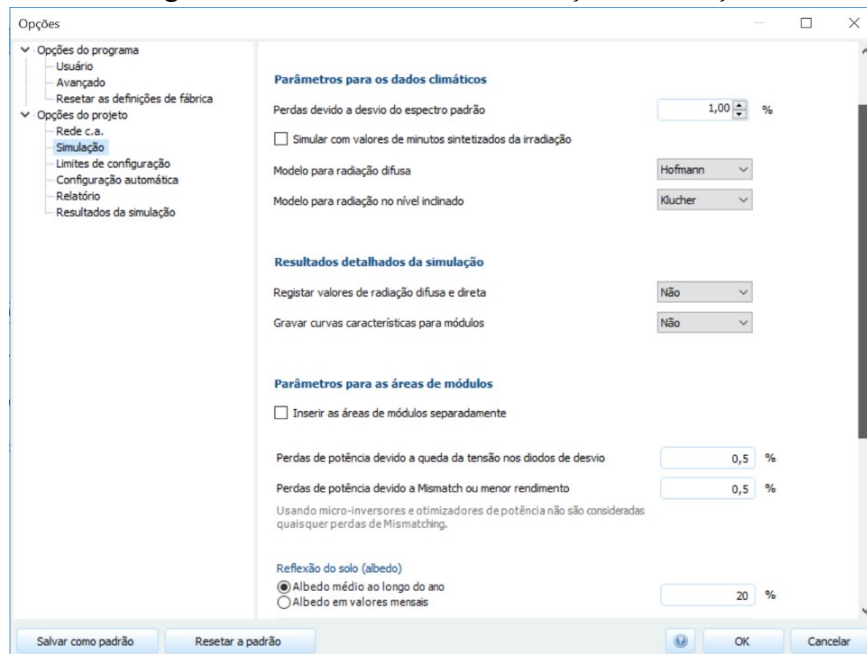 Opções
Opções do programa
Usuário
Avançado
Resetar as definições de fábrica
Opções do projeto
Rede c.a.
Simulação
Limites de configuração
Configuração automática
Relatório
Resultados da simulação
Parâmetros para os dados climáticos
Perdas devido a desvio do espectro padrão 1,00 %
Simular com valores de minutos sintetizados da irradiação
Modelo para radiação difusa Hofmann
Modelo para radiação no nível inclinado Klucher
Resultados detalhados da simulação
Registar valores de radiação difusa e direta Não
Gravar curvas características para módulos Não
Parâmetros para as áreas de módulos
Inserir as áreas de módulos separadamente
Perdas de potência devido a queda da tensão nos diodos de desvio 0,5 %
Perdas de potência devido a Mismatch ou menor rendimento 0,5 %
Usando micro-inversores e otimizadores de potência não são consideradas
quaisquer perdas de Mismatching.
Reflexão do solo (albedo)
Albedo médio ao longo do ano 20 %
Albedo em valores mensais
Salvar como padrão Resetar a padrão OK Cancelar